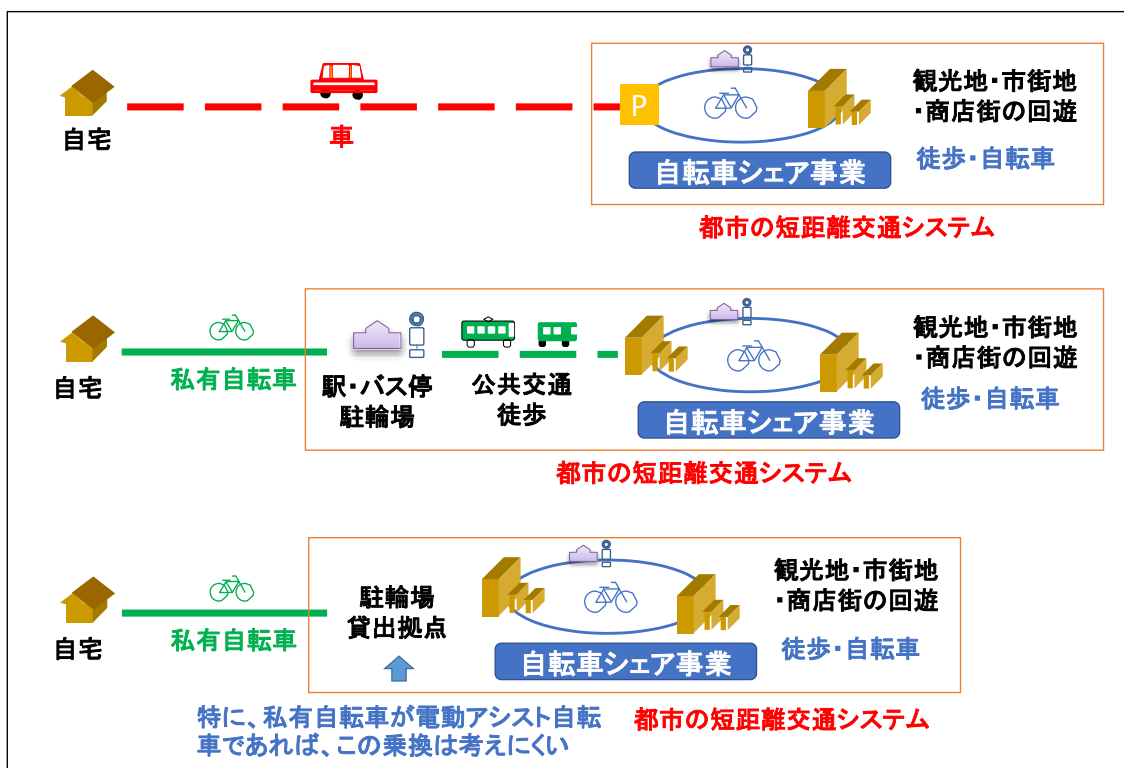 自宅
車
P
自転車シェア事業
観光地・市街地
・商店街の回遊
徒歩・自転車
都市の短距離交通システム
自宅
私有自転車
駅・バス停
駐輪場
公共交通
徒歩
自転車シェア事業
観光地・市街地
・商店街の回遊
徒歩・自転車
都市の短距離交通システム
自宅
私有自転車
駐輪場
貸出拠点
自転車シェア事業
観光地・市街地
・商店街の回遊
徒歩・自転車
特に、私有自転車が電動アシスト自転
車であれば、この乗換は考えにくい
都市の短距離交通システム